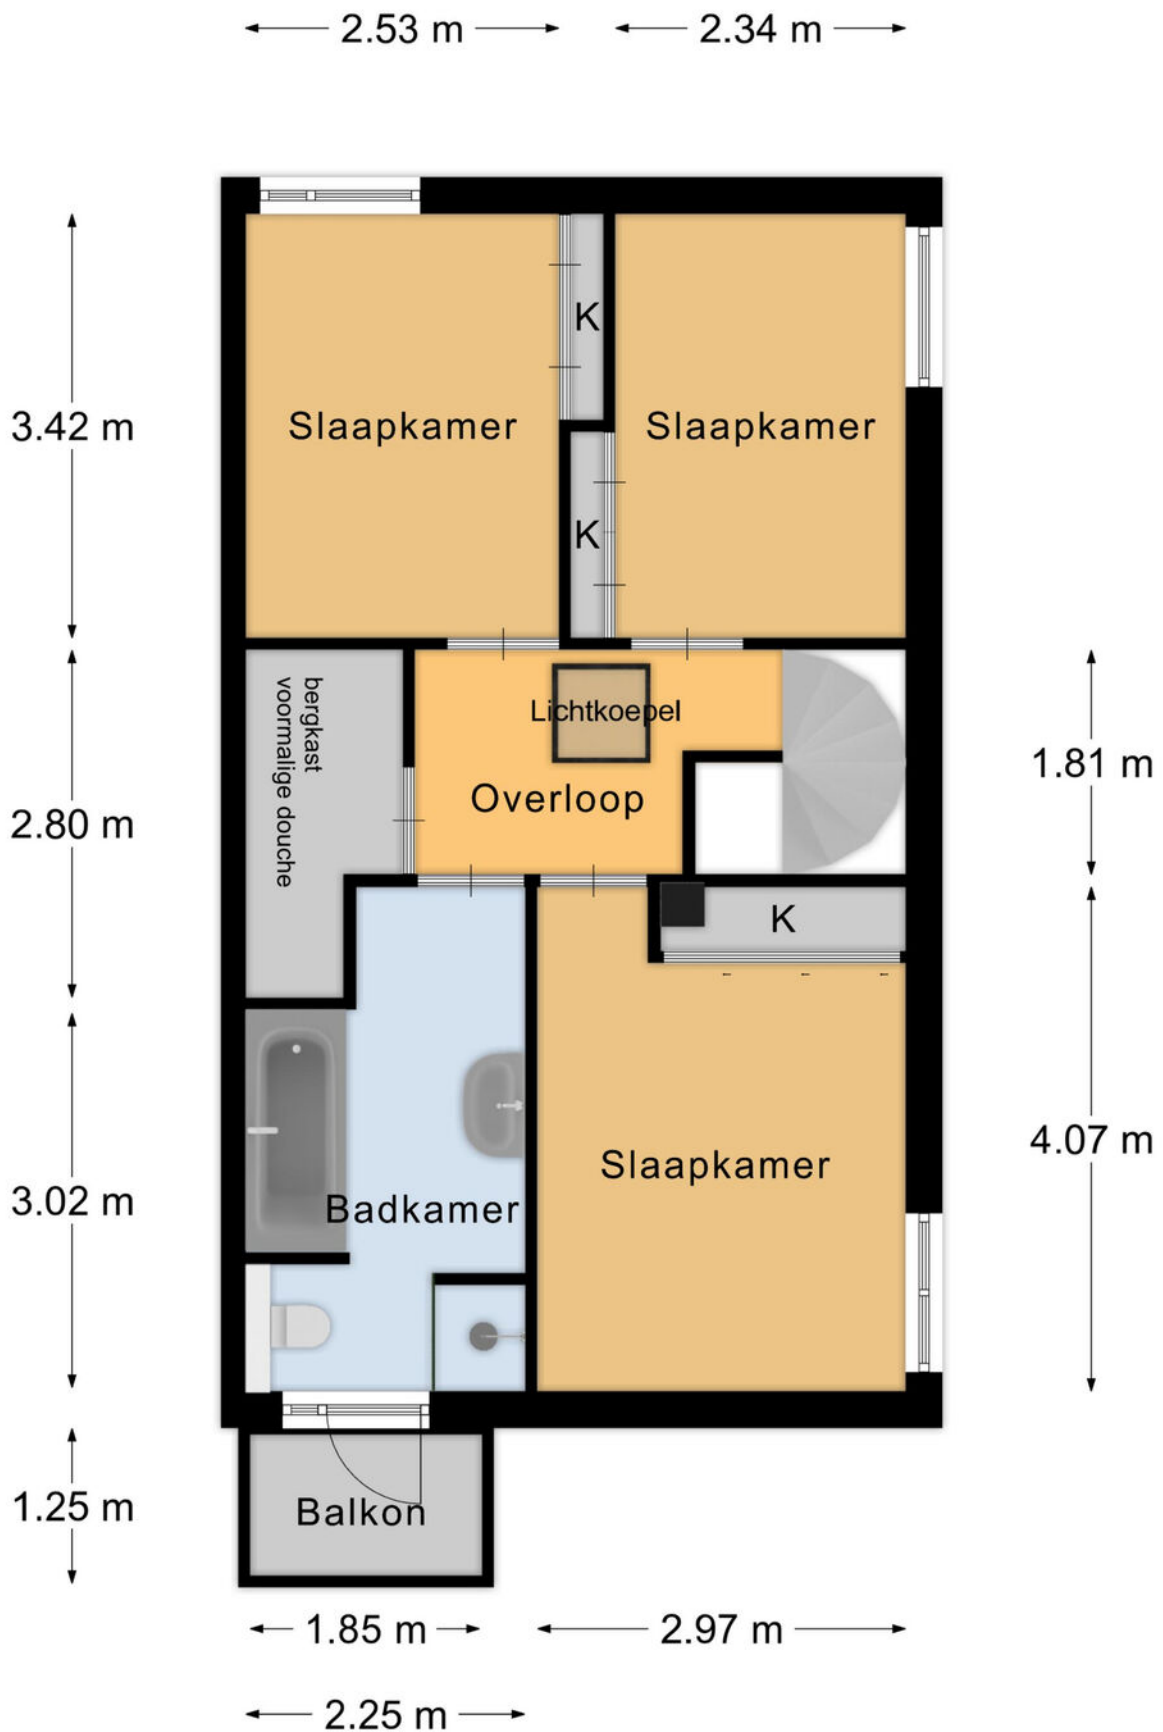 2.53 m
2.34 m
K
3.42 m
Slaapkamer
Slaapkamer
K
bergkast
voormalige douche
Lichtkoepel
1.81 m
Overloop
2.80 m
K
4.07 m
Slaapkamer
3.02 m
Badkamer
1.25 m
Balkon
1.85 m
2.97 m
2.25 m